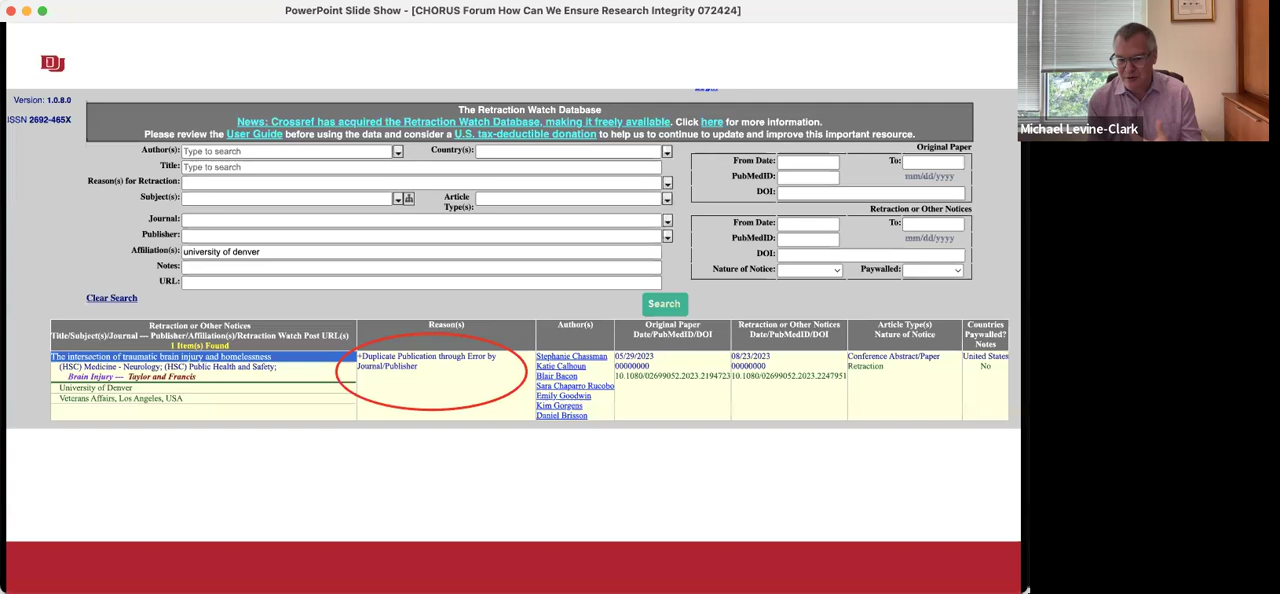 PowerPoint Slide Show - [CHORUS Forum How Can We Ensure Research Integrity 072424]
Michael Levine-Clark
Version: 1.0.8.0
ISSN 2692-465X
The Retraction Watch Database
News: Crossref has acquired the Retraction Watch Database, making it freely available. Click here for more information.
Please review the User Guide before using the data and consider a U.S. tax-deductible donation to help us to continue to update and improve this important resource.
Author(s): Type to search Country(s):
Title: Type to search
Reason(s) for Retraction:
Subject(s): Article Type(s):
Journal:
Publisher:
Affiliation(s): university of denver
Notes:
URL:
Original Paper
From Date: To:
PubMedID: mm/dd/yyyy
DOI:
Retraction or Other Notices
From Date: To:
PubMedID: mm/dd/yyyy
DOI:
Nature of Notice: Paywalled:
Clear Search
Search
Retraction or Other Notices
Title/Subject(s)/Journal — Publisher/Affiliation(s)/Retraction Watch Post URL(s)
1 Item(s) Found
Reason(s)
Author(s)
Original Paper
Date/PubMedID/DOI
Retraction or Other Notices
Date/PubMedID/DOI
Article Type(s)
Nature of Notice
Countries
Paywalled?
Notes
The intersection of traumatic brain injury and homelessness
(HSC) Medicine - Neurology; (HSC) Public Health and Safety;
Brain Injury — Taylor and Francis
University of Denver
Veterans Affairs, Los Angeles, USA
+Duplicate Publication through Error by
Journal/Publisher
Stephanie Chassman
Katie Calhoun
Blair Bacon
Sara Chaparro Rucobo
Emily Goodwin
Kim Gorgens
Daniel Brisson
05/29/2023
00000000
10.1080/02699052.2023.2194723
08/23/2023
00000000
10.1080/02699052.2023.2247951
Conference Abstract/Paper
Retraction
United States
No